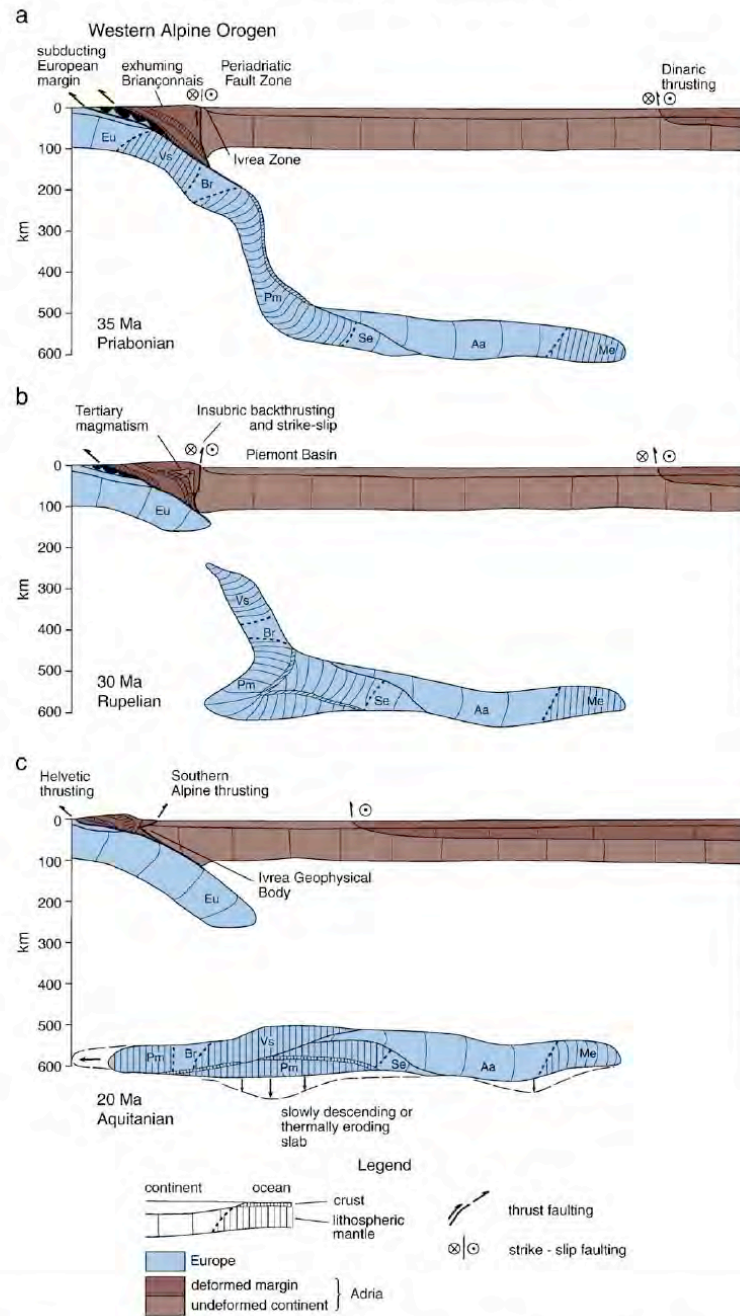 a
Western Alpine Orogen
subducting
European
margin
exhuming
Briançonnais
Periadriatic
Fault Zone
Dinaric
thrusting
Ivrea Zone
0
100
200
300
400
500
600
km
Eu
Vs
Br
Pm
Se
Aa
Me
35 Ma
Priabonian
b
Tertiary
magmatism
Insubric backthrusting
and strike-slip
Piemont Basin
0
100
200
300
400
500
600
km
Eu
Vs
Br
Pm
Se
Aa
Me
30 Ma
Rupelian
c
Helvetic
thrusting
Southern
Alpine thrusting
Ivrea Geophysical
Body
0
100
200
300
400
500
600
km
Eu
Pm
Br
Vs
Pm
Se
Aa
Me
20 Ma
Aquitanian
slowly descending or
thermally eroding
slab
Legend
continent
ocean
crust
lithospheric
mantle
thrust faulting
strike - slip faulting
Europe
deformed margin
undeformed continent
Adria